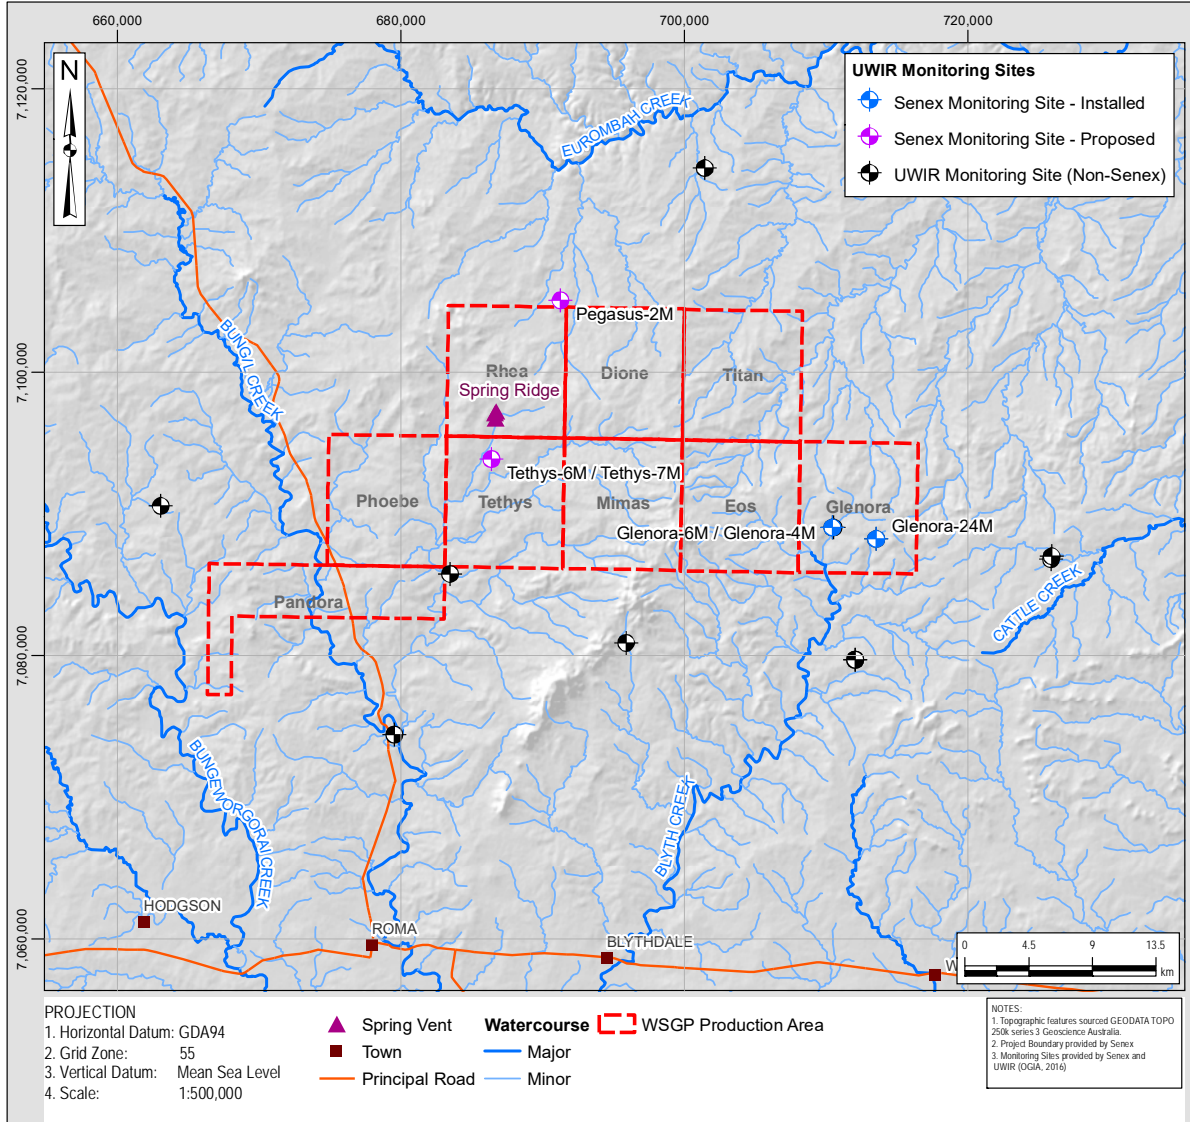 660,000
680,000
700,000
720,000
7,120,000
7,100,000
7,080,000
7,060,000
N
UWIR Monitoring Sites
Senex Monitoring Site - Installed
Senex Monitoring Site - Proposed
UWIR Monitoring Site (Non-Senex)
EUROMBAH CREEK
BUNGIL CREEK
Pegasus-2M
Rhea
Dione
Titan
Spring Ridge
Tethys-6M / Tethys-7M
Phoebe
Tethys
Mimas
Eos
Glenora
Glenora-6M / Glenora-4M
Glenora-24M
CATTLE CREEK
Pandora
BUNGEWORGORAI CREEK
BLYTH CREEK
HODGSON
ROMA
BLYTHDALE
W
0 4.5 9 13.5
km
PROJECTION
1. Horizontal Datum: GDA94
2. Grid Zone: 55
3. Vertical Datum: Mean Sea Level
4. Scale: 1:500,000
Spring Vent
Town
Principal Road
Watercourse
Major
Minor
WSGP Production Area
NOTES:
1. Topographic features sourced GEODATA TOPO
250k series 3 Geoscience Australia.
2. Project Boundary provided by Senex
3. Monitoring Sites provided by Senex and
UWIR (OGIA, 2016)